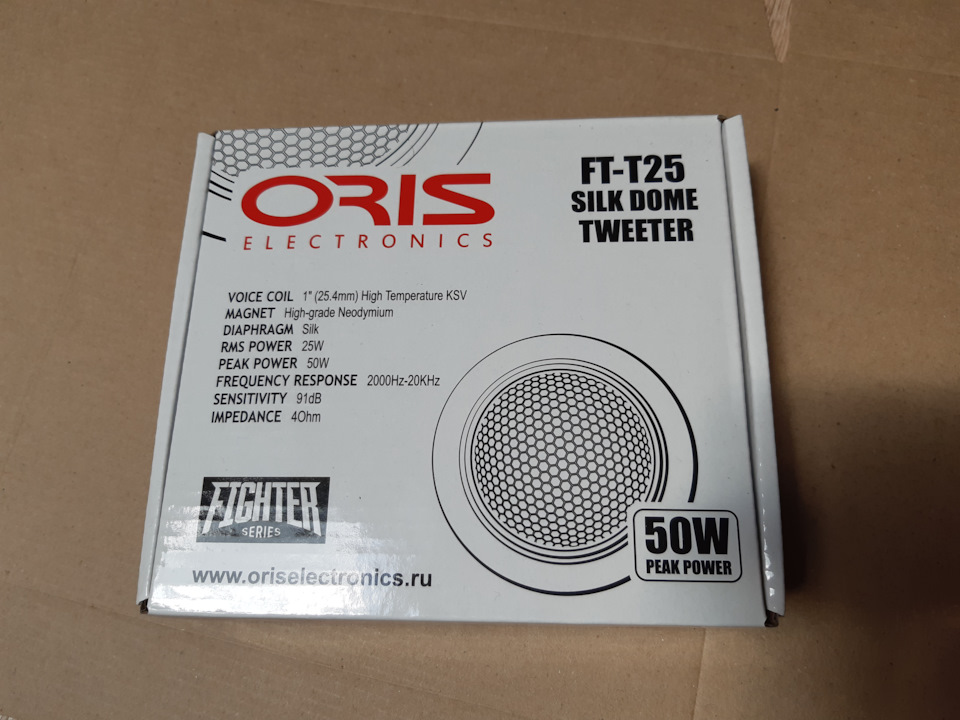 ORIS
ELECTRONICS
FT-T25
SILK DOME
TWEETER
VOICE COIL 1" (25.4mm) High Temperature KSV
MAGNET High-grade Neodymium
DIAPHRAGM Silk
RMS POWER 25W
PEAK POWER 50W
FREQUENCY RESPONSE 2000Hz-20KHz
SENSITIVITY 91dB
IMPEDANCE 4Ohm
FIGHTER
SERIES
www.oriselectronics.ru
50W
PEAK POWER